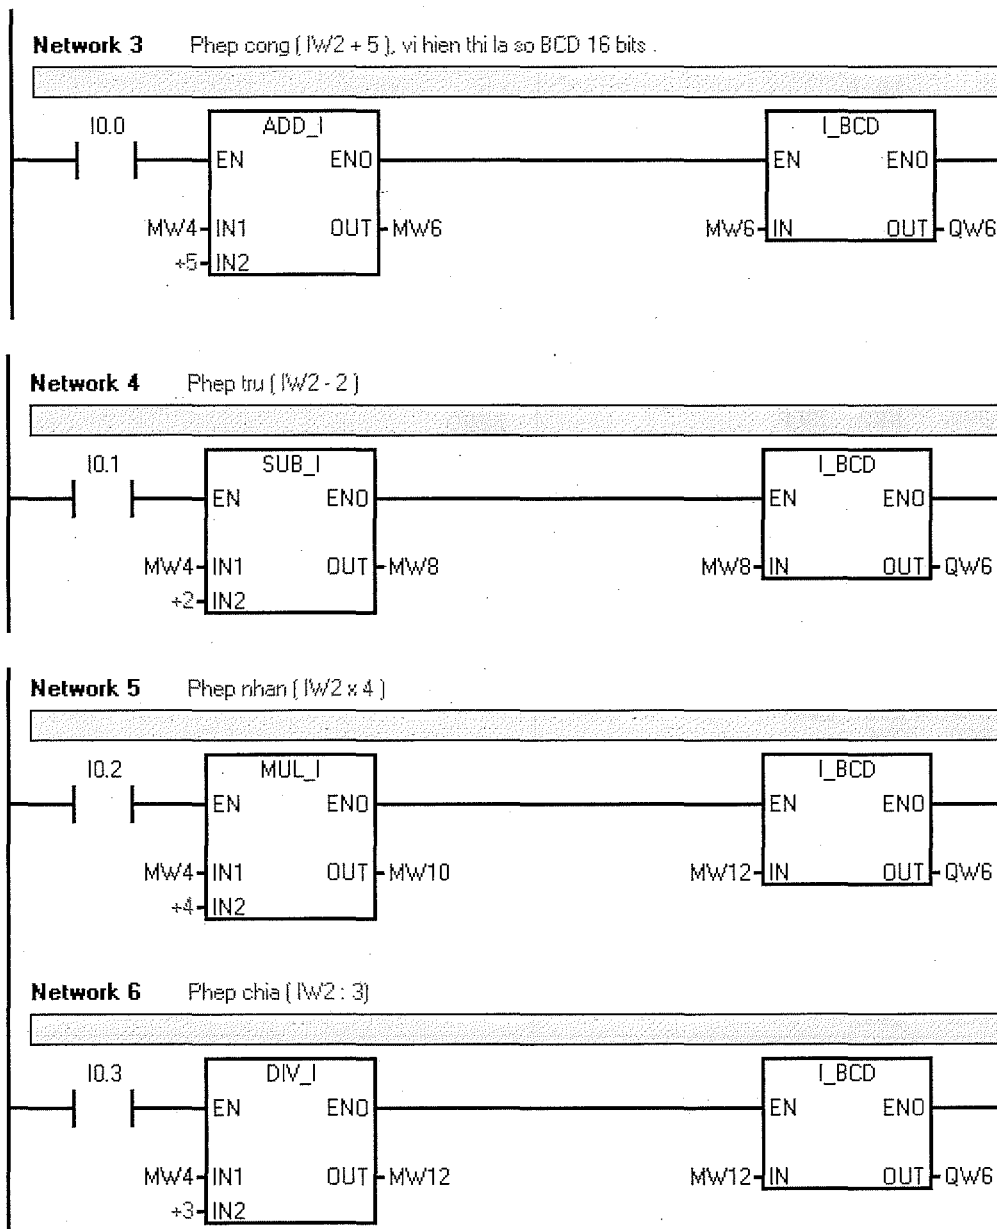 Network 3 Phep cong ( IW2 + 5 ), vi hien thi la so BCD 16 bits .
I0.0 ADD_I I_BCD
EN ENO EN ENO
MW4 IN1 OUT MW6 MW6 IN OUT QW6
+5 IN2
Network 4 Phep tru ( IW2 - 2 )
I0.1 SUB_I I_BCD
EN ENO EN ENO
MW4 IN1 OUT MW8 MW8 IN OUT QW6
+2 IN2
Network 5 Phep nhan ( IW2 x 4 )
I0.2 MUL_I I_BCD
EN ENO EN ENO
MW4 IN1 OUT MW10 MW12 IN OUT QW6
+4 IN2
Network 6 Phep chia ( IW2 : 3)
I0.3 DIV_I I_BCD
EN ENO EN ENO
MW4 IN1 OUT MW12 MW12 IN OUT QW6
+3 IN2